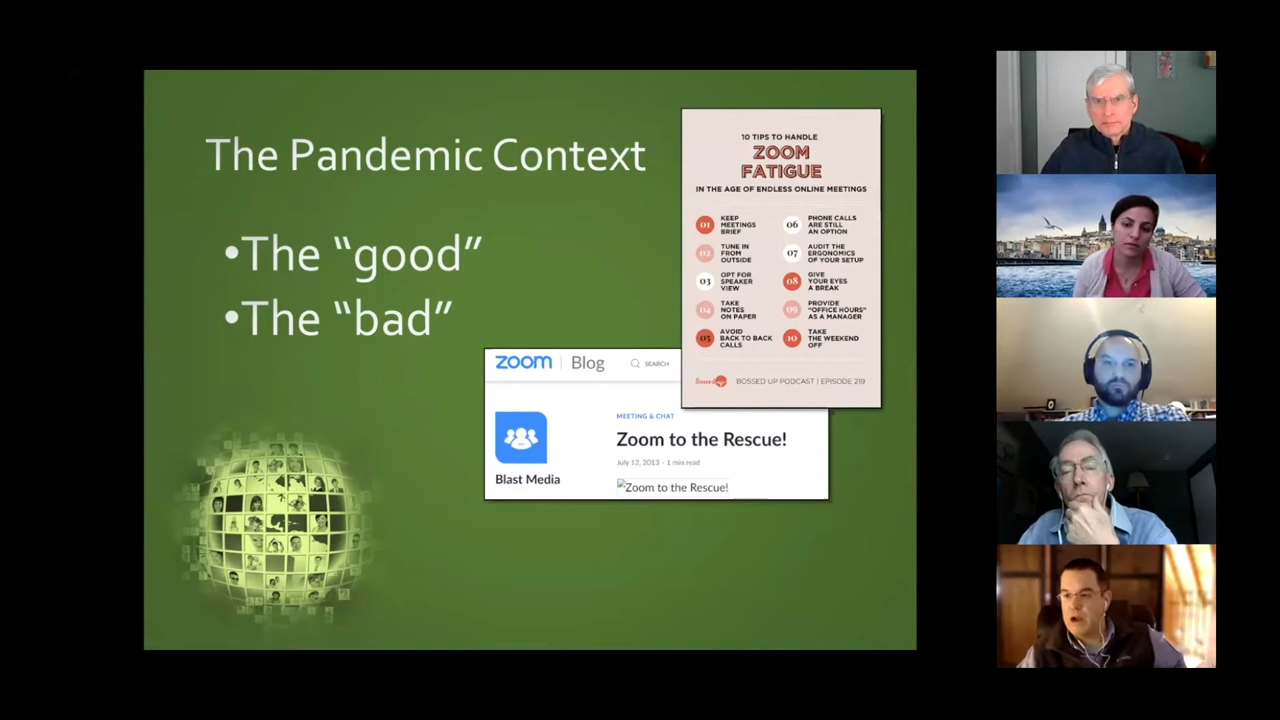 The Pandemic Context
•The “good”
•The “bad”
10 TIPS TO HANDLE
ZOOM
FATIGUE
IN THE AGE OF ENDLESS ONLINE MEETINGS
01 KEEP
MEETINGS
BRIEF
02 TUNE IN
FROM
OUTSIDE
03 OPT FOR
SPEAKER
VIEW
04 TAKE
NOTES
ON PAPER
05 AVOID
BACK TO BACK
CALLS
06 PHONE CALLS
ARE STILL
AN OPTION
07 AUDIT THE
ERGONOMICS
OF YOUR SETUP
08 GIVE
YOUR EYES
A BREAK
09 PROVIDE
"OFFICE HOURS"
AS A MANAGER
10 TAKE
THE WEEKEND
OFF
Bossed up BOSSED UP PODCAST | EPISODE 219
zoom | Blog SEARCH
MEETING & CHAT
Zoom to the Rescue!
July 12, 2013 - 1 min read
Blast Media
Zoom to the Rescue!